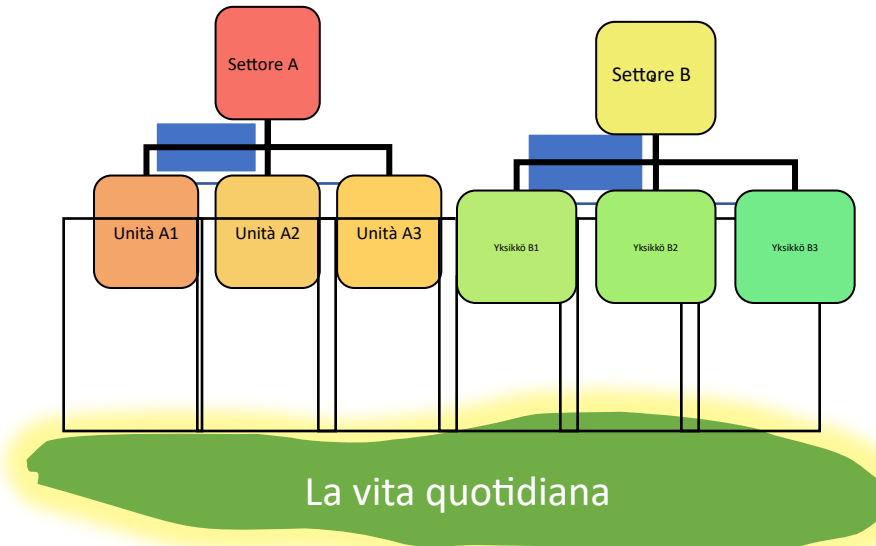 Settore A
Settore B
Unità A1
Unità A2
Unità A3
Yksikkö B1
Yksikkö B2
Yksikkö B3
La vita quotidiana